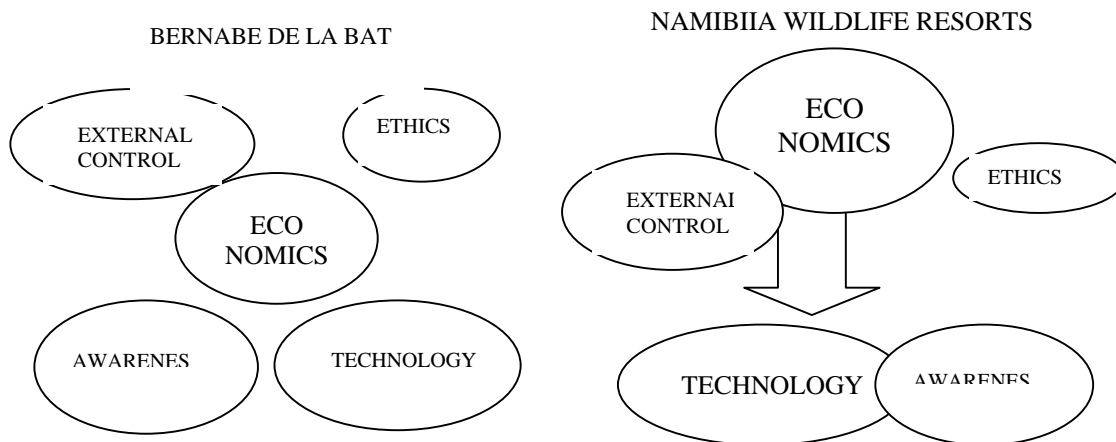 BERNABE DE LA BAT
EXTERNAL
CONTROL
ETHICS
ECO
NOMICS
AWARENES
TECHNOLOGY
NAMIBIIA WILDLIFE RESORTS
ECO
NOMICS
EXTERNAI
CONTROL
ETHICS
TECHNOLOGY
AWARENES